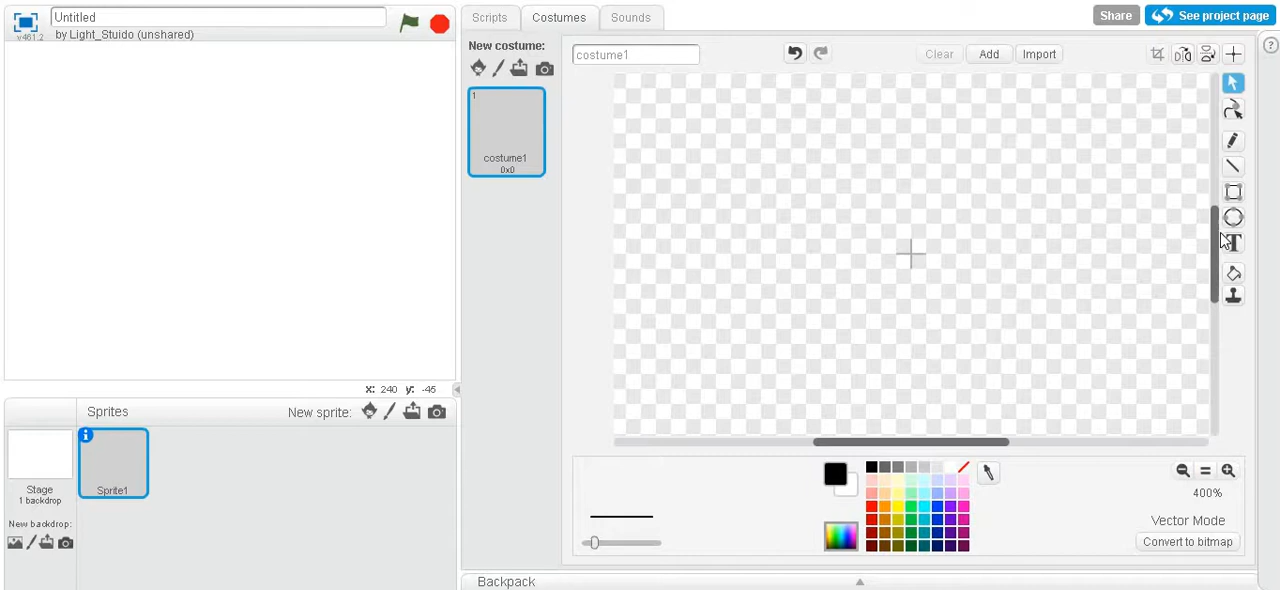 Untitled
v461.2
by Light_Stuido (unshared)
Scripts
Costumes
Sounds
Share
See project page
New costume:
costume1
Clear
Add
Import
1
costume1
0x0
T
x: 240 y: -45
Sprites
New sprite:
Stage
1 backdrop
Sprite1
New backdrop:
400%
Vector Mode
Convert to bitmap
Backpack